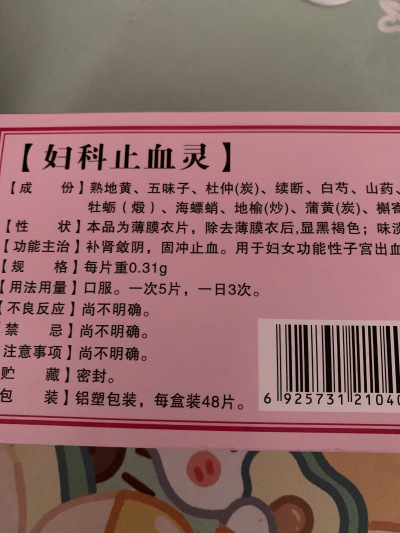 【妇科止血灵】
【成 份】熟地黄、五味子、杜仲(炭)、续断、白芍、山药、
牡蛎(煅)、海螵蛸、地榆(炒)、蒲黄(炭)、槲寄
【性 状】本品为薄膜衣片，除去薄膜衣后,显黑褐色；味淡
【功能主治】补肾敛阴，固冲止血。用于妇女功能性子宫出血
【规 格】每片重0.31g
【用法用量】口服。一次5片，一日3次。
【不良反应】尚不明确。
【禁 忌】尚不明确。
【注意事项】尚不明确。
贮 藏】密封。
包 装】铝塑包装，每盒装48片。
6 925731 21040